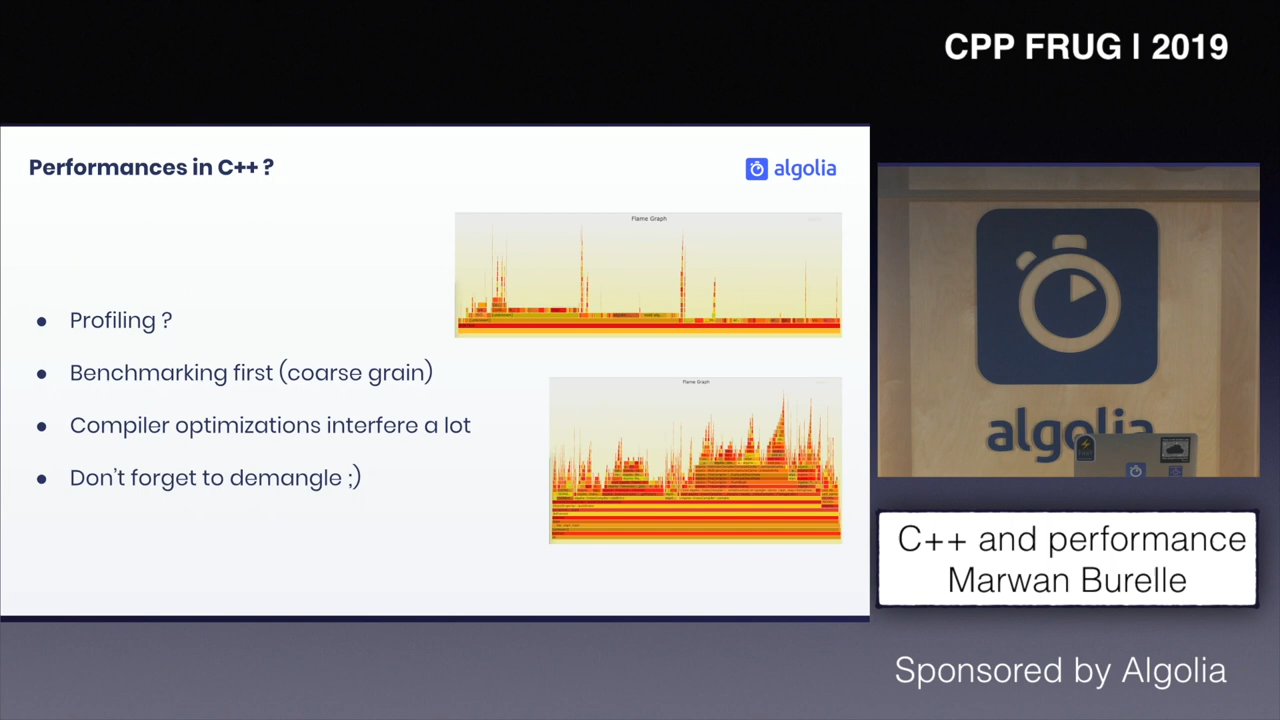 CPP FRUG | 2019
Performances in C++ ?
algolia
Flame Graph
Profiling ?
Benchmarking first (coarse grain)
Compiler optimizations interfere a lot
Don't forget to demangle ;)
Flame Graph
algolia
C++ and performance
Marwan Burelle
Sponsored by Algolia